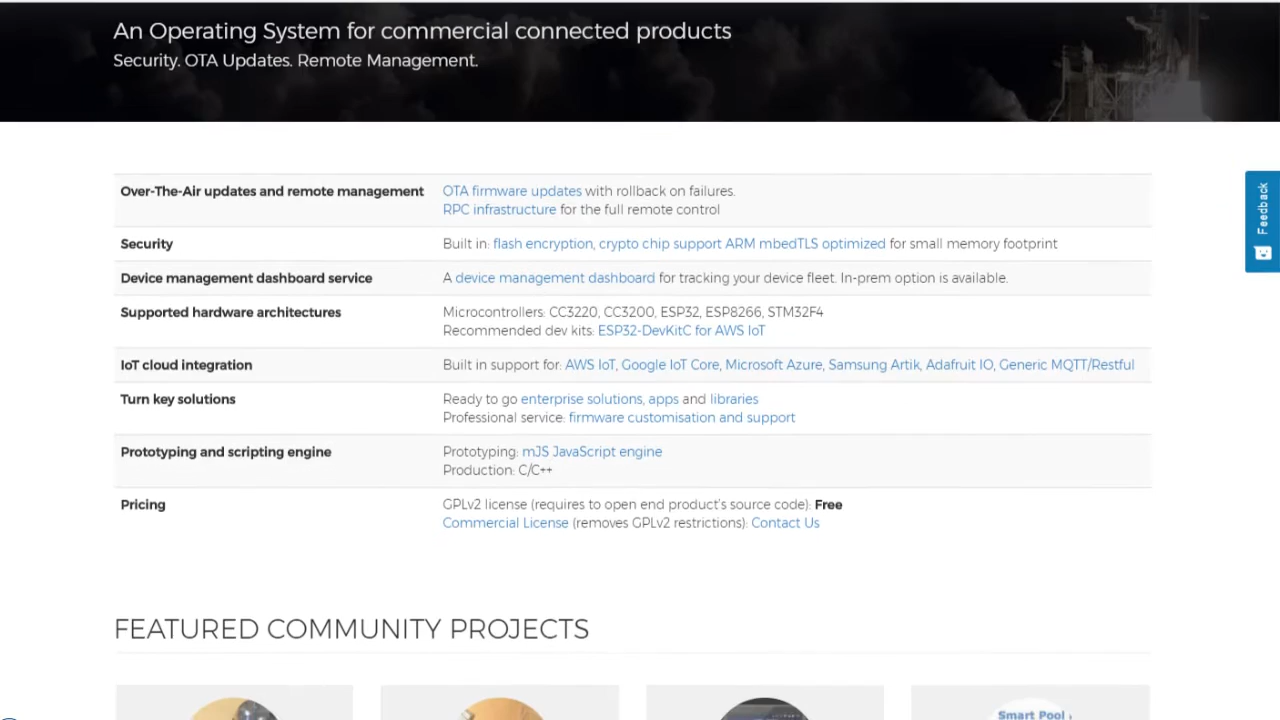 An Operating System for commercial connected products
Security. OTA Updates. Remote Management.
Feedback
Over-The-Air updates and remote management
OTA firmware updates with rollback on failures.
RPC infrastructure for the full remote control
Security
Built in: flash encryption, crypto chip support ARM mbedTLS optimized for small memory footprint
Device management dashboard service
A device management dashboard for tracking your device fleet. In-prem option is available.
Supported hardware architectures
Microcontrollers: CC3220, CC3200, ESP32, ESP8266, STM32F4
Recommended dev kits: ESP32-DevKitC for AWS IoT
IoT cloud integration
Built in support for: AWS IoT, Google IoT Core, Microsoft Azure, Samsung Artik, Adafruit IO, Generic MQTT/Restful
Turn key solutions
Ready to go enterprise solutions, apps and libraries
Professional service: firmware customisation and support
Prototyping and scripting engine
Prototyping: mJS JavaScript engine
Production: C/C++
Pricing
GPLv2 license (requires to open end product's source code): Free
Commercial License (removes GPLv2 restrictions): Contact Us
FEATURED COMMUNITY PROJECTS
Smart Pool